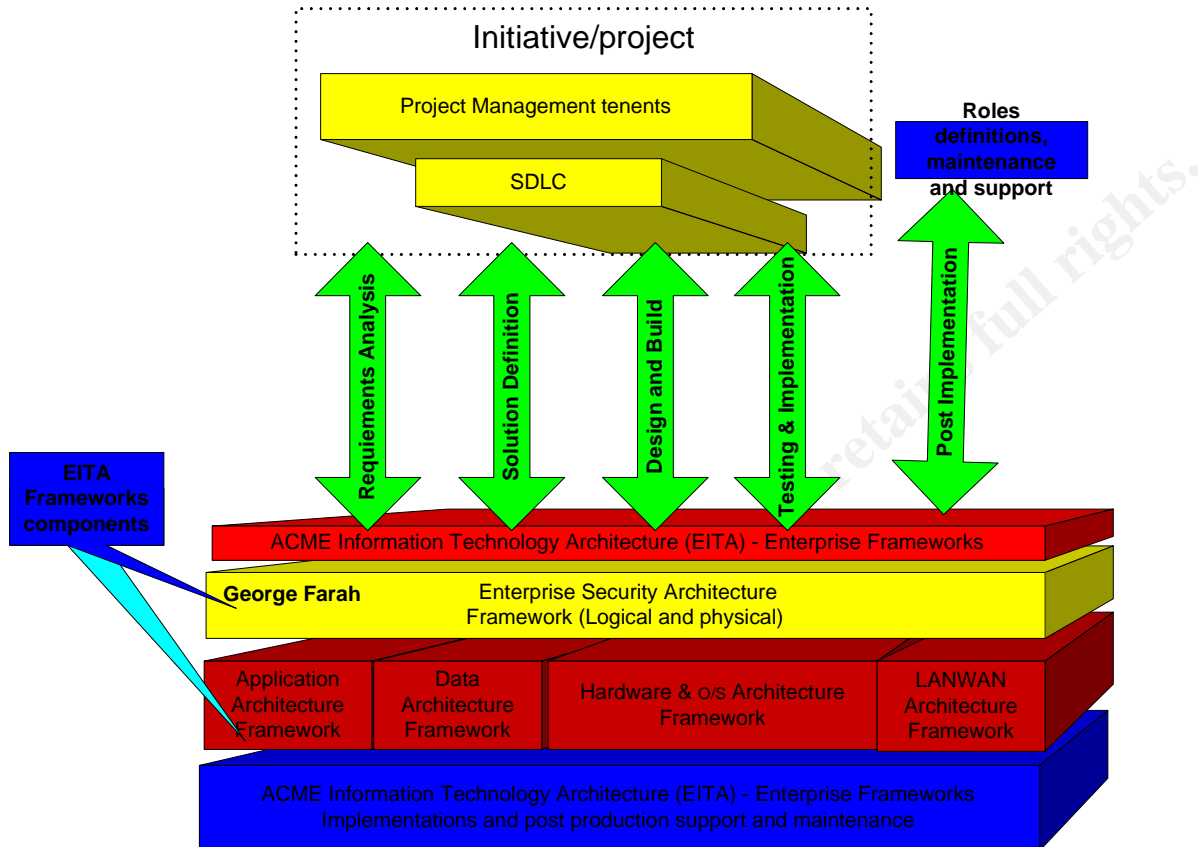 Initiative/project
Project Management tenents
SDLC
Roles
definitions,
maintenance
and support
Requiements Analysis
Solution Definition
Design and Build
Testing & Implementation
Post Implementation
retains full rights.
EITA
Frameworks
components
ACME Information Technology Architecture (EITA) - Enterprise Frameworks
George Farah
Enterprise Security Architecture
Framework (Logical and physical)
Application
Architecture
Framework
Data
Architecture
Framework
Hardware & O/S Architecture
Framework
LANWAN
Architecture
Framework
ACME Information Technology Architecture (EITA) - Enterprise Frameworks
Implementations and post production support and maintenance